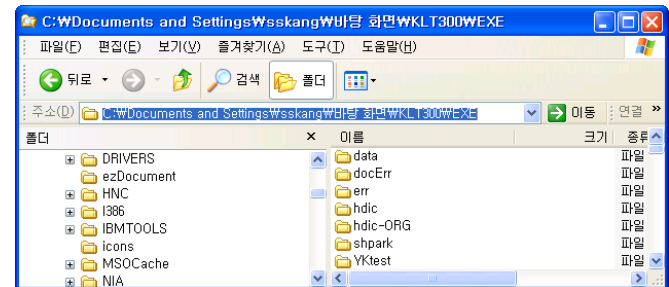 C:₩Documents and Settings₩sskang₩바탕 화면₩KLT300₩EXE
파일(F) 편집(E) 보기(V) 즐겨찾기(A) 도구(T) 도움말(H)
뒤로 검색 폴더
주소(D) C:₩Documents and Settings₩sskang₩바탕 화면₩KLT300₩EXE 이동 연결 »
폴더 × 이름 크기 종류
DRIVERS data 파일
ezDocument docErr 파일
HNC err 파일
I386 hdic 파일
IBMTOOLS hdic-ORG 파일
icons shpark 파일
MSOCache YKtest 파일
NIA